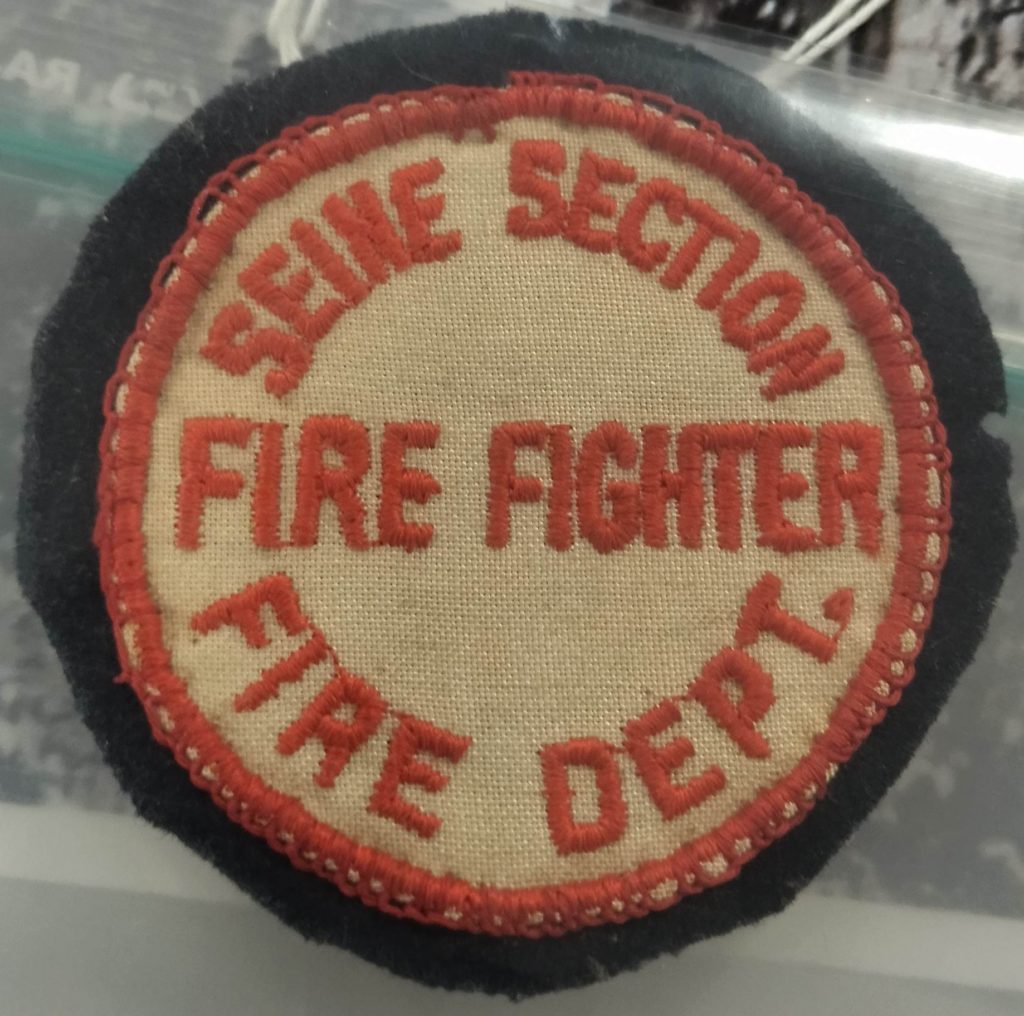 SEINE SECTION
FIRE FIGHTER
FIRE DEPT.